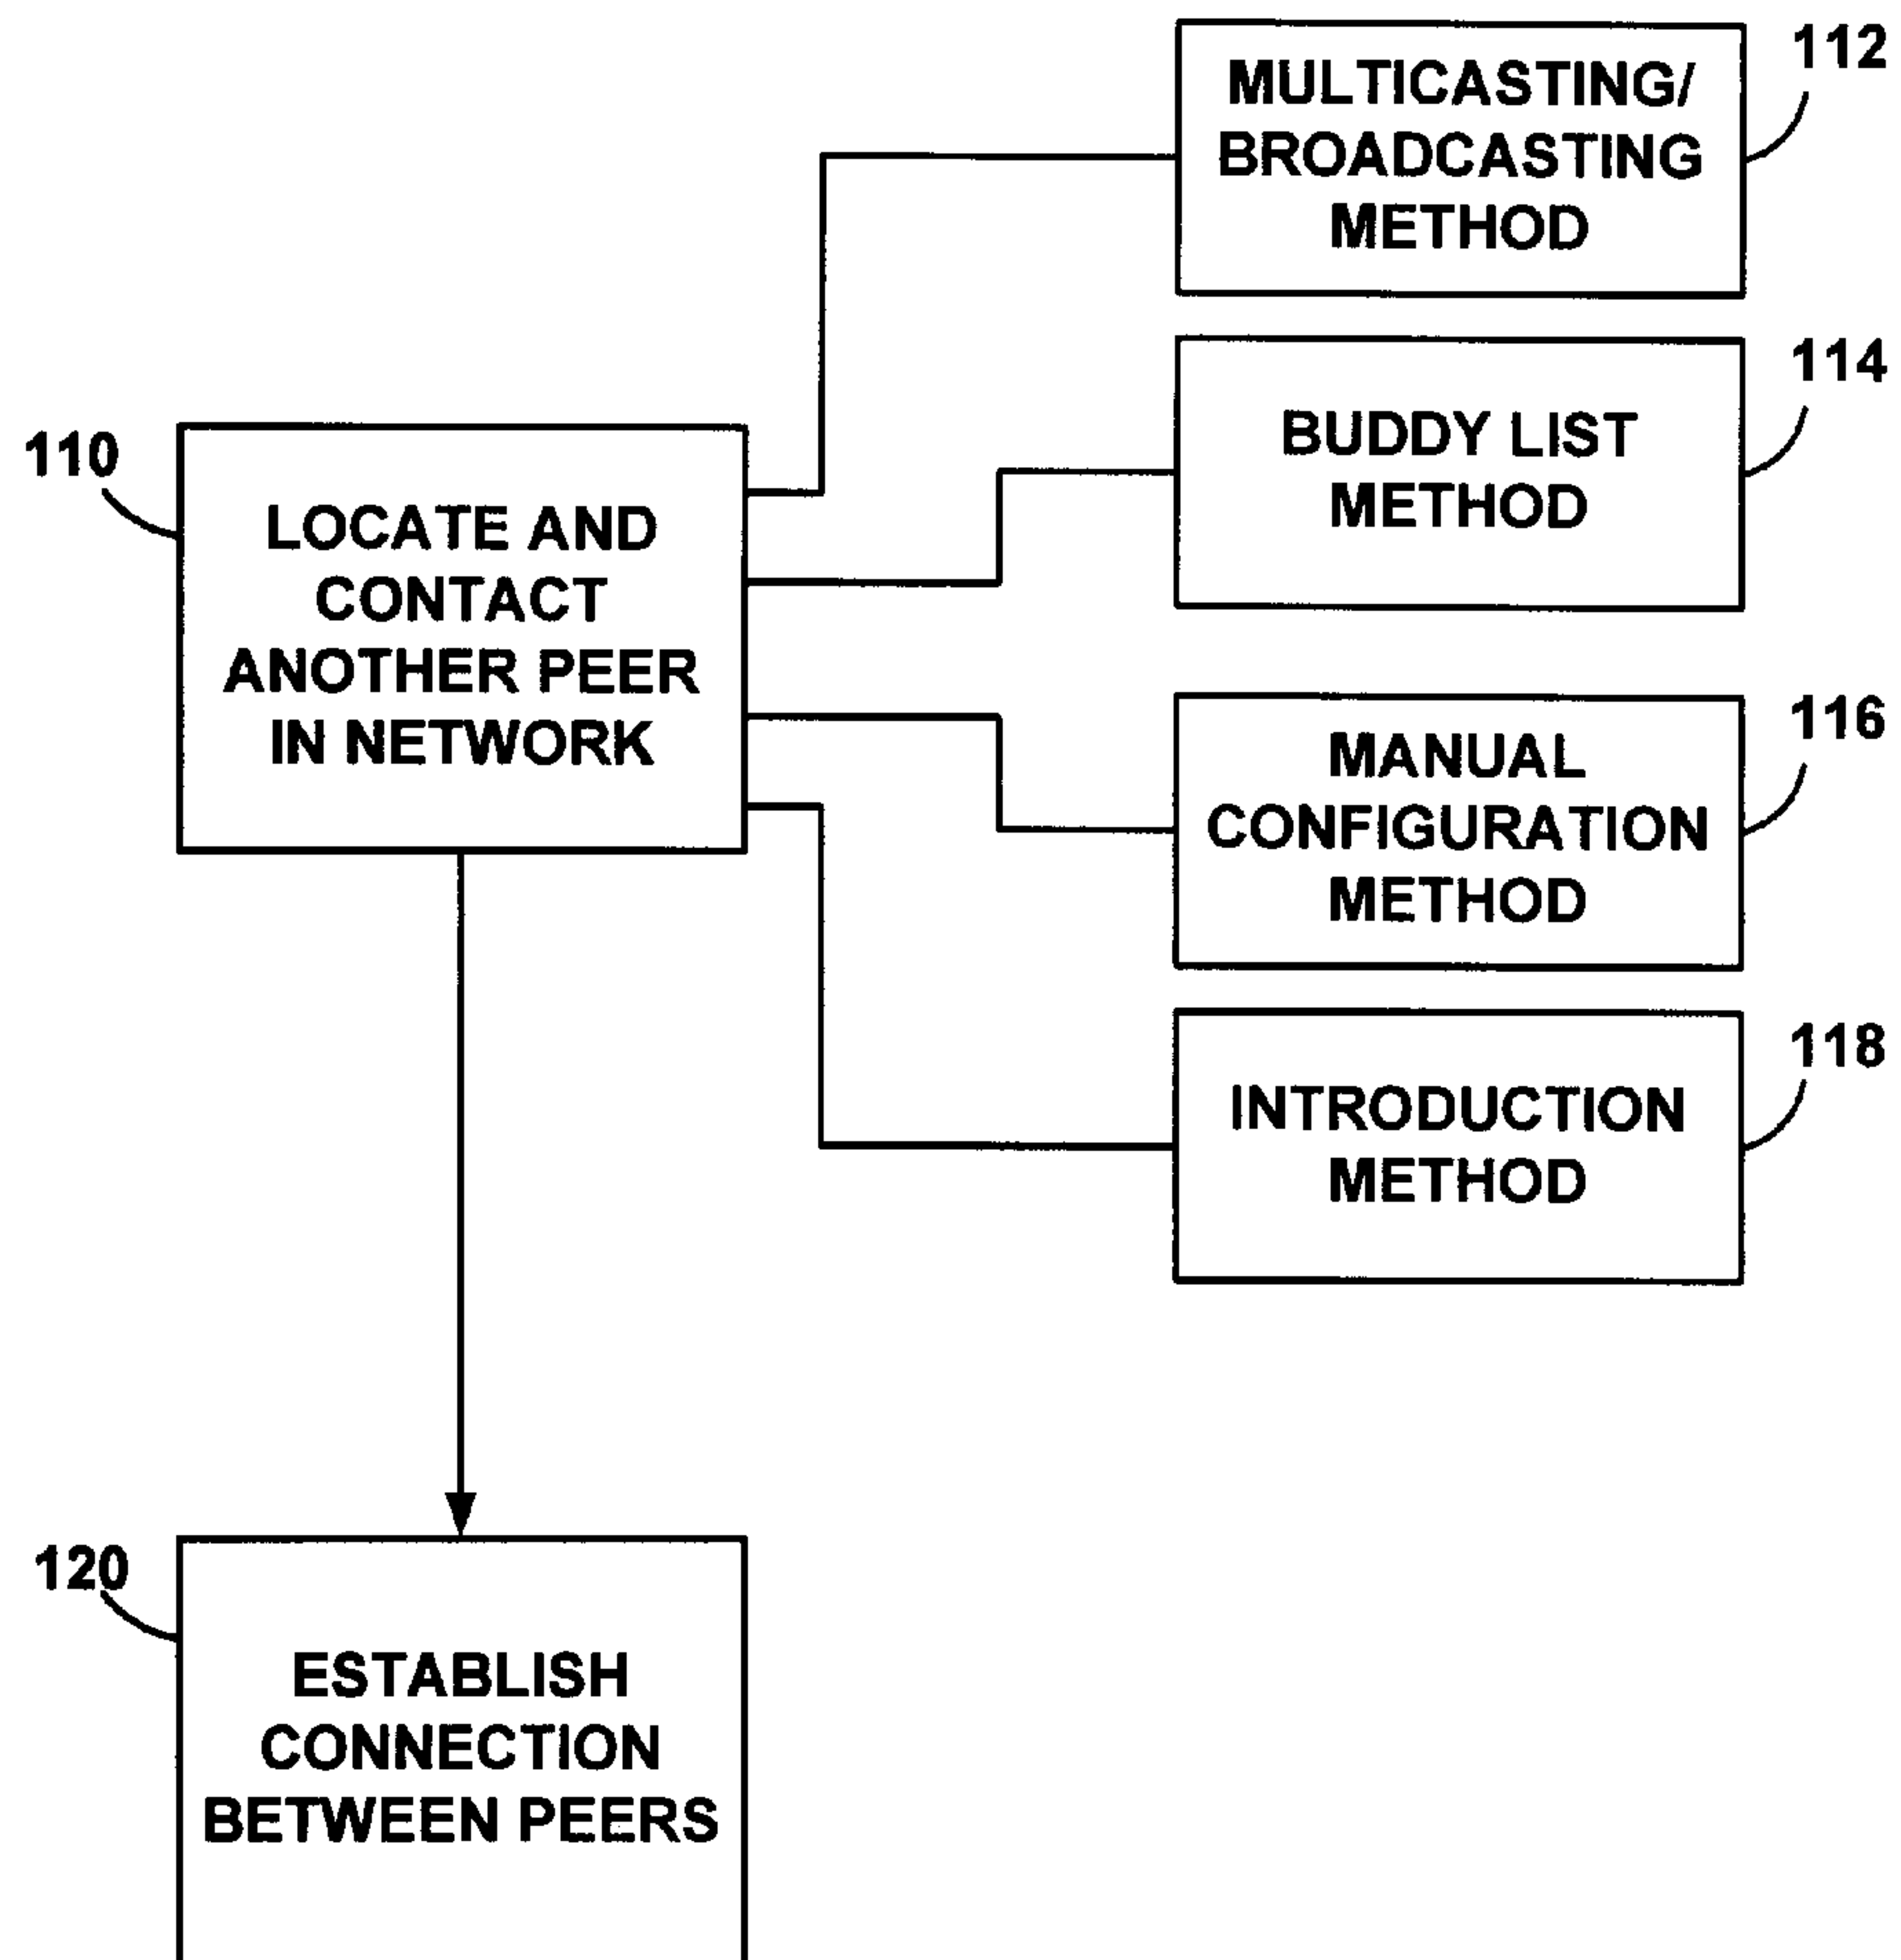 112
MULTICASTING/
BROADCASTING
METHOD
114
BUDDY LIST
METHOD
110
LOCATE AND
CONTACT
ANOTHER PEER
IN NETWORK
116
MANUAL
CONFIGURATION
METHOD
118
INTRODUCTION
METHOD
120
ESTABLISH
CONNECTION
BETWEEN PEERS